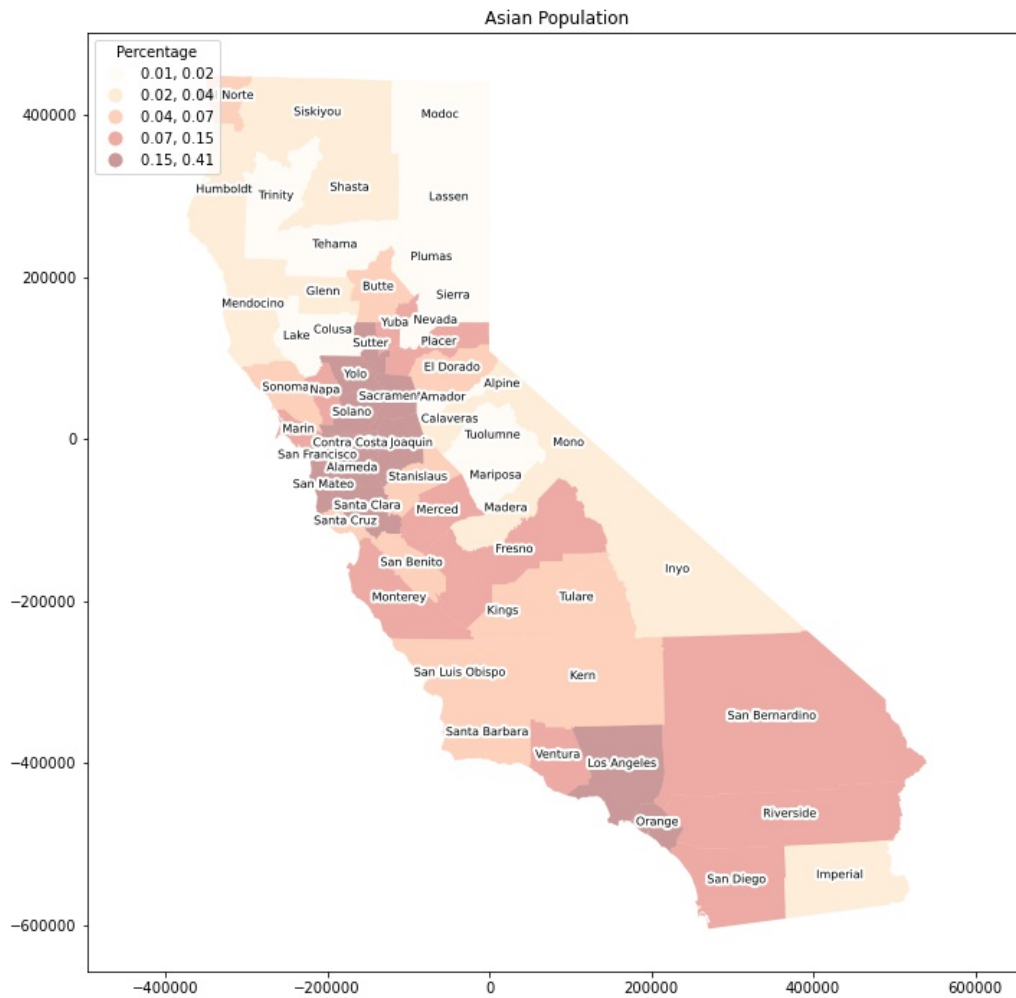 Asian Population
Percentage
0.01, 0.02
0.02, 0.04
0.04, 0.07
0.07, 0.15
0.15, 0.41
Norte
Siskiyou
Modoc
Humboldt
Trinity
Shasta
Lassen
Tehama
Plumas
Glenn
Butte
Sierra
Mendocino
Lake
Colusa
Yuba
Nevada
Sutter
Placer
Yolo
El Dorado
Sonoma
Napa
Sacramen
Amador
Alpine
Solano
Calaveras
Marin
Tuolumne
Mono
Contra Costa
Joaquin
San Francisco
Alameda
San Mateo
Stanislaus
Mariposa
Santa Clara
Merced
Madera
Santa Cruz
Fresno
San Benito
Inyo
Monterey
Kings
Tulare
San Luis Obispo
Kern
San Bernardino
Santa Barbara
Ventura
Los Angeles
Orange
Riverside
San Diego
Imperial
400000
200000
0
−200000
−400000
−600000
−400000
−200000
0
200000
400000
600000